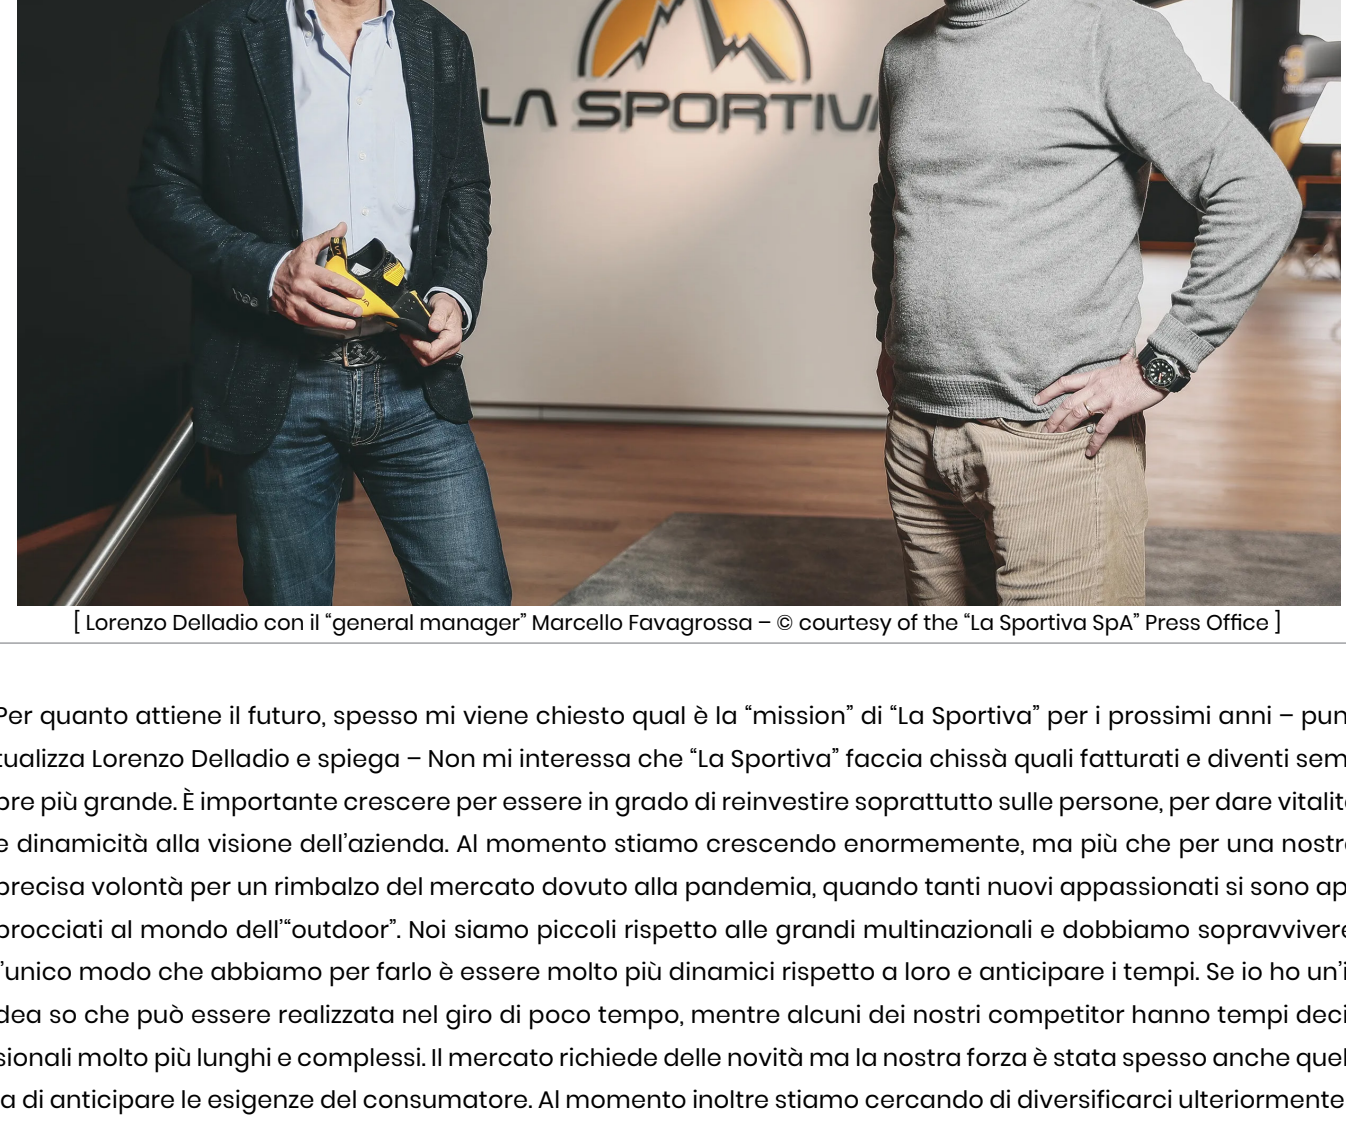 LA SPORTIVA
[ Lorenzo Delladio con il “general manager” Marcello Favagrossa – © courtesy of the “La Sportiva SpA” Press Office ]
Per quanto attiene il futuro, spesso mi viene chiesto qual è la “mission” di “La Sportiva” per i prossimi anni – pun
tualizza Lorenzo Delladio e spiega – Non mi interessa che “La Sportiva” faccia chissà quali fatturati e diventi sem
pre più grande. È importante crescere per essere in grado di reinvestire soprattutto sulle persone, per dare vitalità
e dinamicità alla visione dell’azienda. Al momento stiamo crescendo enormemente, ma più che per una nostra
precisa volontà per un rimbalzo del mercato dovuto alla pandemia, quando tanti nuovi appassionati si sono ap
procciati al mondo dell’“outdoor”. Noi siamo piccoli rispetto alle grandi multinazionali e dobbiamo sopravvivere
l’unico modo che abbiamo per farlo è essere molto più dinamici rispetto a loro e anticipare i tempi. Se io ho un’i
dea so che può essere realizzata nel giro di poco tempo, mentre alcuni dei nostri competitor hanno tempi deci
sionali molto più lunghi e complessi. Il mercato richiede delle novità ma la nostra forza è stata spesso anche quel
la di anticipare le esigenze del consumatore. Al momento inoltre stiamo cercando di diversificarci ulteriormente